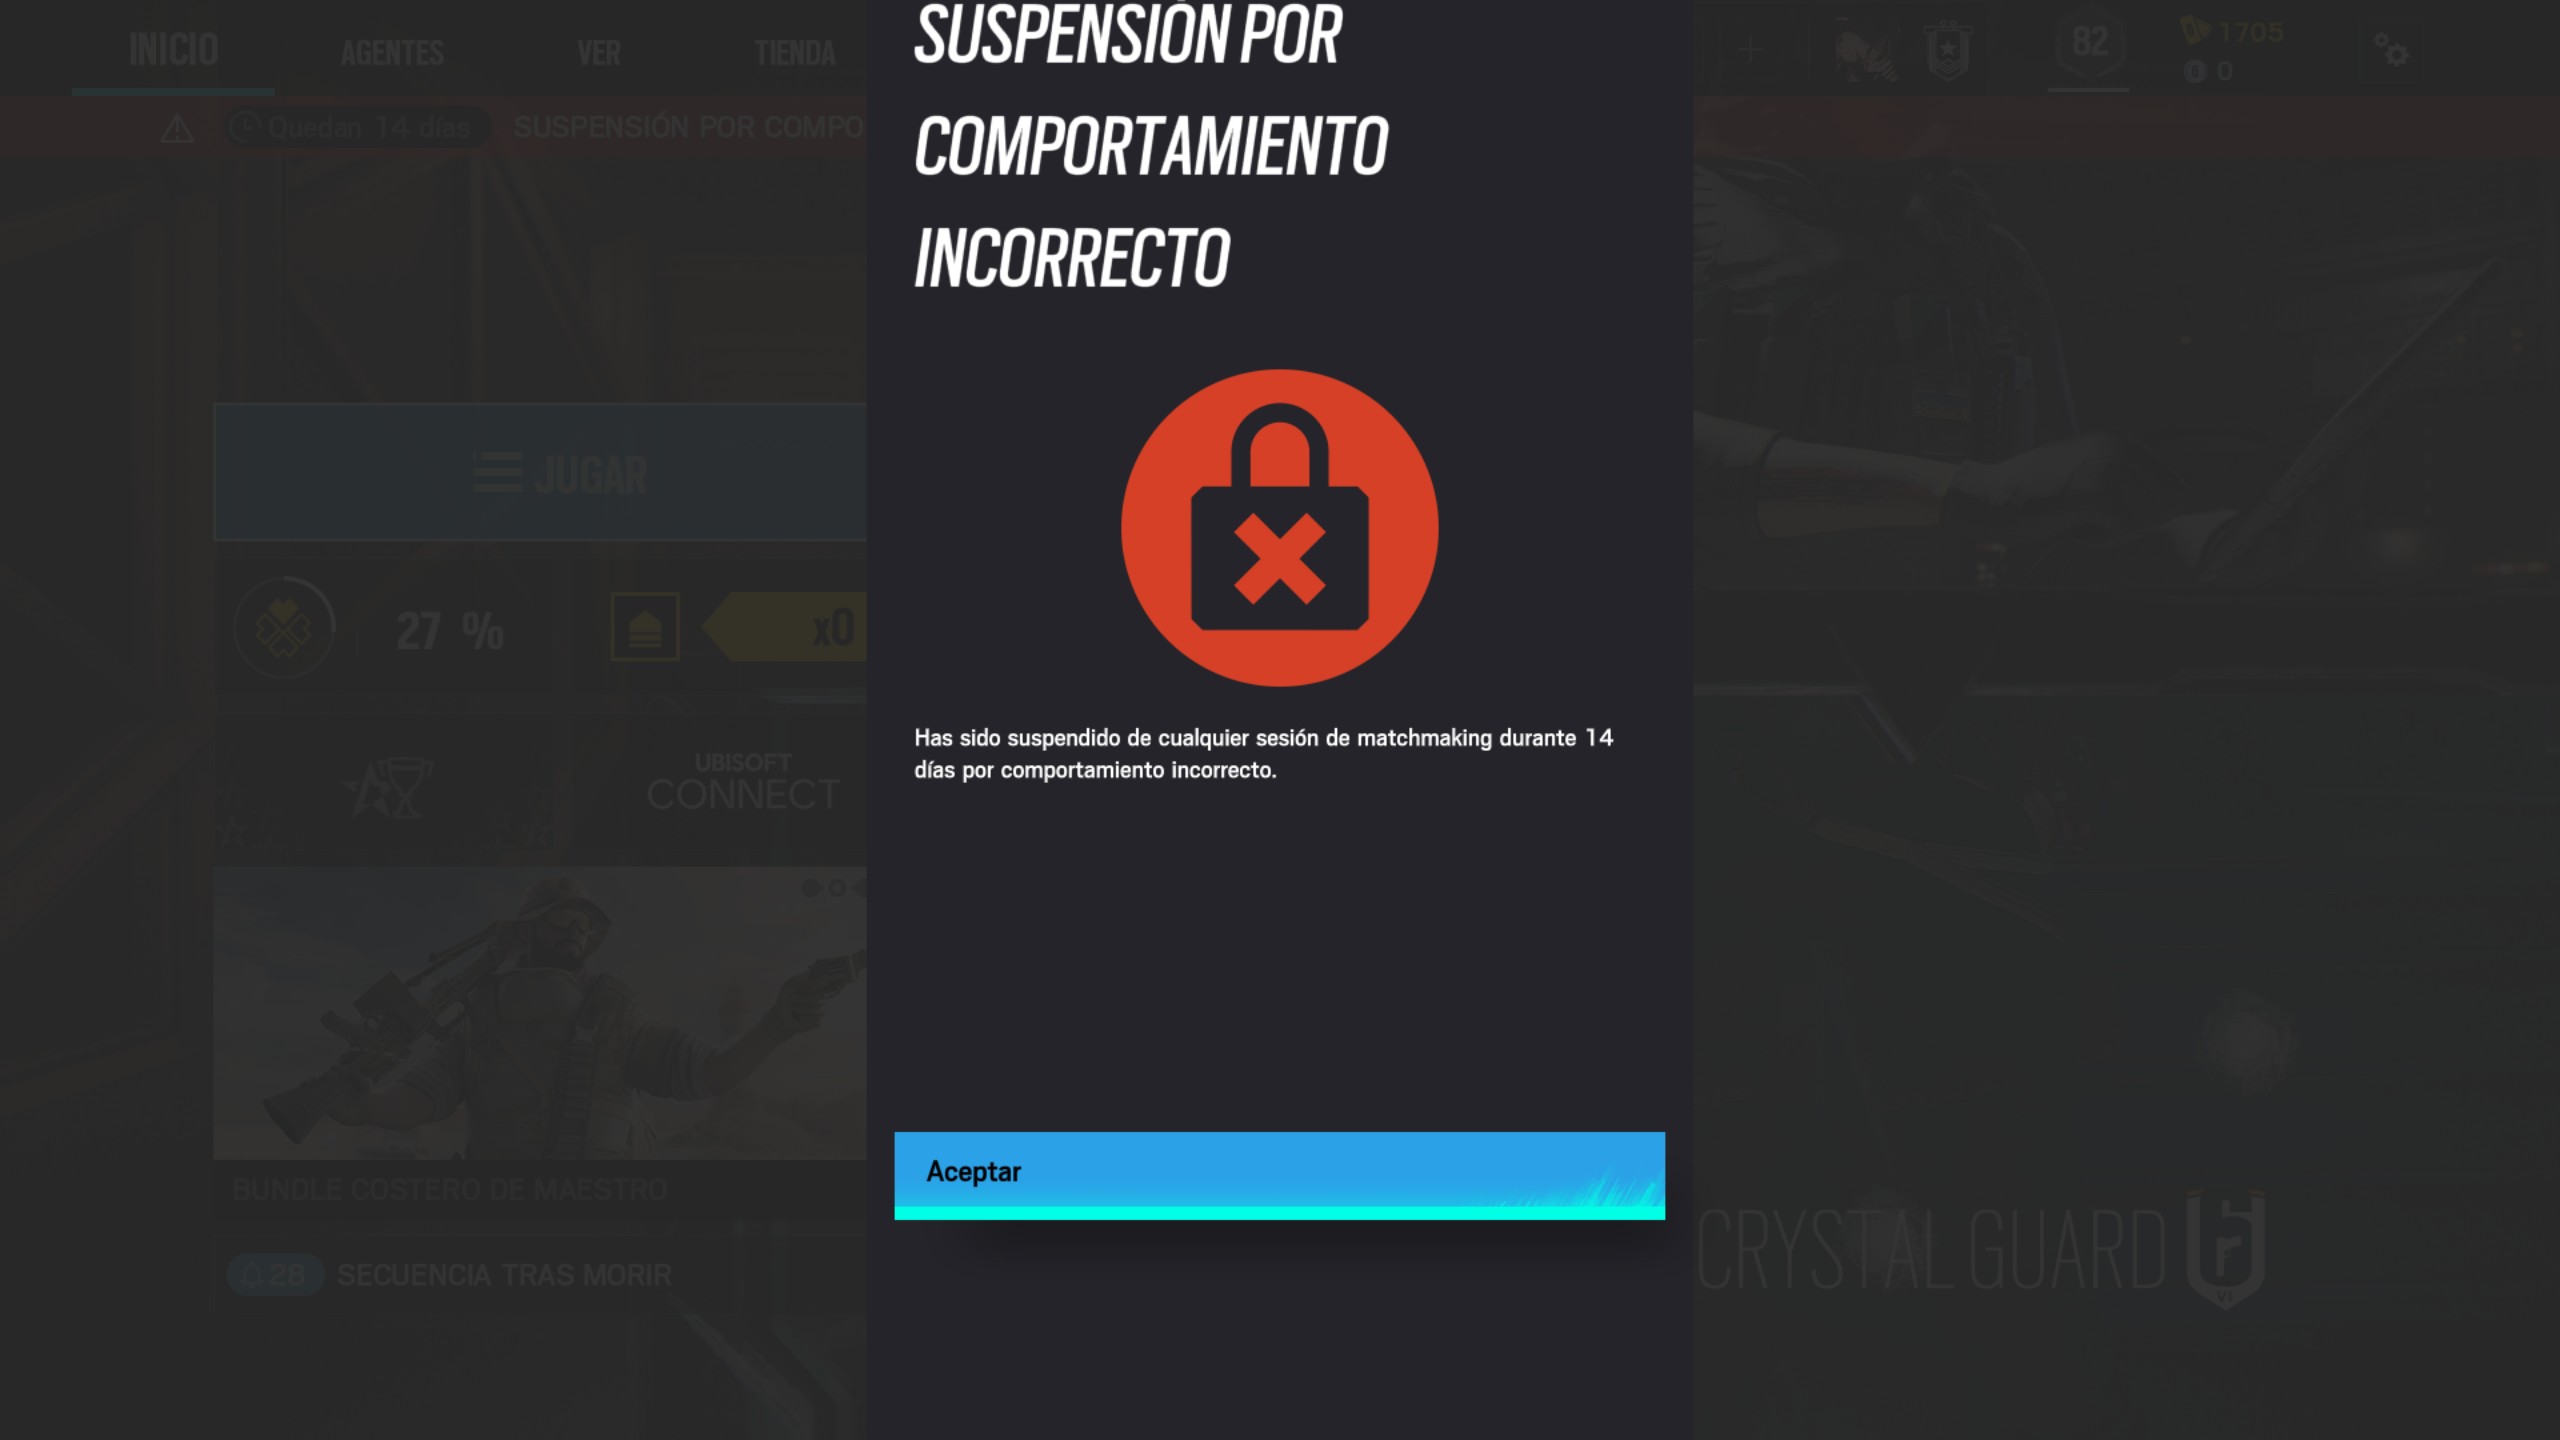 SUSPENSIÓN POR
COMPORTAMIENTO
INCORRECTO
INICIO
AGENTES
VER
TIENDA
82
1705
0
Quedan 14 días
SUSPENSIÓN POR COMPO
JUGAR
27 %
x0
UBISOFT
CONNECT
Has sido suspendido de cualquier sesión de matchmaking durante 14
días por comportamiento incorrecto.
BUNDLE COSTERO DE MAESTRO
Aceptar
28 SECUENCIA TRAS MORIR
CRYSTAL GUARD
VI